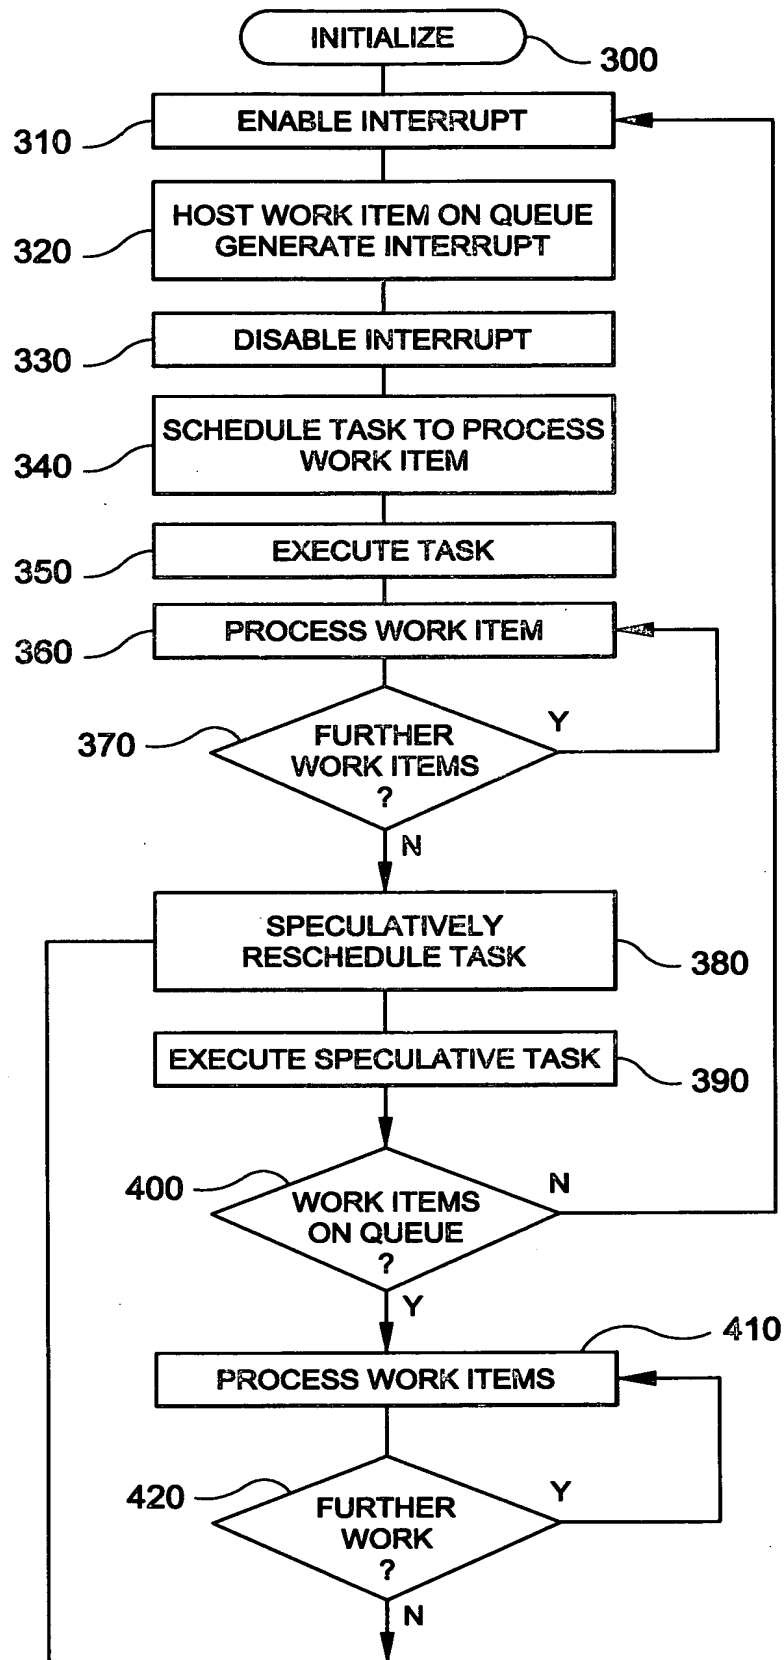 INITIALIZE
300
310
ENABLE INTERRUPT
320
HOST WORK ITEM ON QUEUE
GENERATE INTERRUPT
330
DISABLE INTERRUPT
340
SCHEDULE TASK TO PROCESS
WORK ITEM
350
EXECUTE TASK
360
PROCESS WORK ITEM
370
FURTHER
WORK ITEMS
?
Y
N
SPECULATIVELY
RESCHEDULE TASK
380
EXECUTE SPECULATIVE TASK
390
400
WORK ITEMS
ON QUEUE
?
N
Y
410
PROCESS WORK ITEMS
420
FURTHER
WORK
?
Y
N